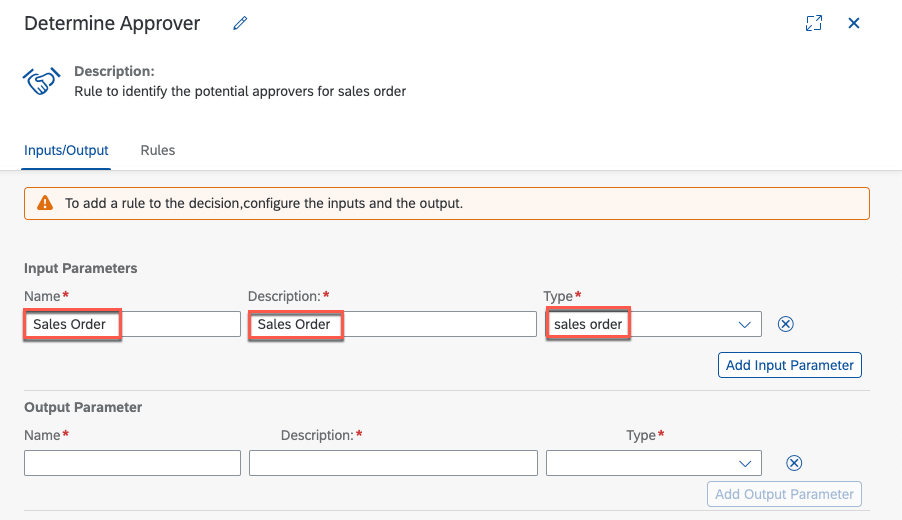 Determine Approver
Description:
Rule to identify the potential approvers for sales order
Inputs/Output Rules
To add a rule to the decision,configure the inputs and the output.
Input Parameters
Name* Description:* Type*
Sales Order Sales Order sales order
Add Input Parameter
Output Parameter
Name* Description:* Type*
Add Output Parameter